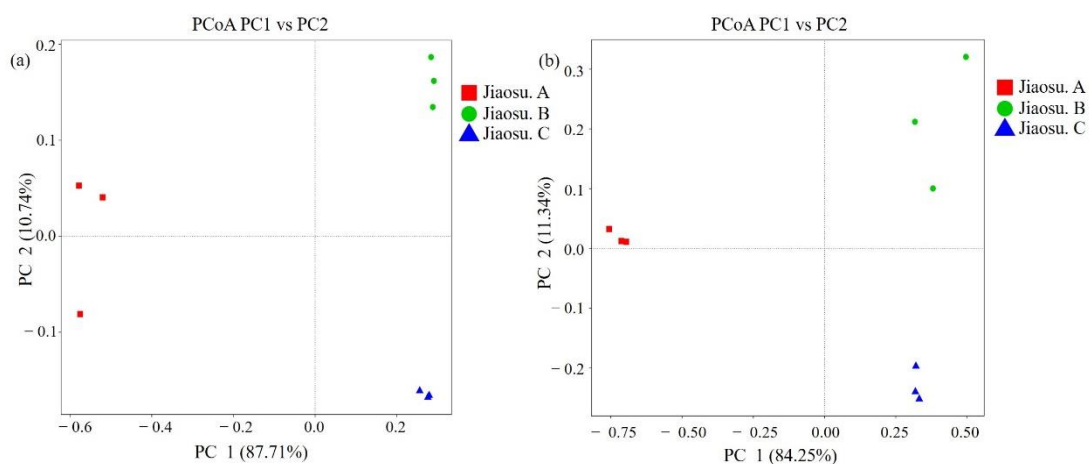 PCoA PC1 vs PC2
(a)
0.2
0.1
0.0
− 0.1
PC 2 (10.74%)
− 0.6
− 0.4
− 0.2
0.0
0.2
PC 1 (87.71%)
Jiaosu. A
Jiaosu. B
Jiaosu. C
PCoA PC1 vs PC2
(b)
0.3
0.2
0.1
0.0
− 0.1
− 0.2
PC 2 (11.34%)
− 0.75
− 0.50
− 0.25
0.00
0.25
0.50
PC 1 (84.25%)
Jiaosu. A
Jiaosu. B
Jiaosu. C